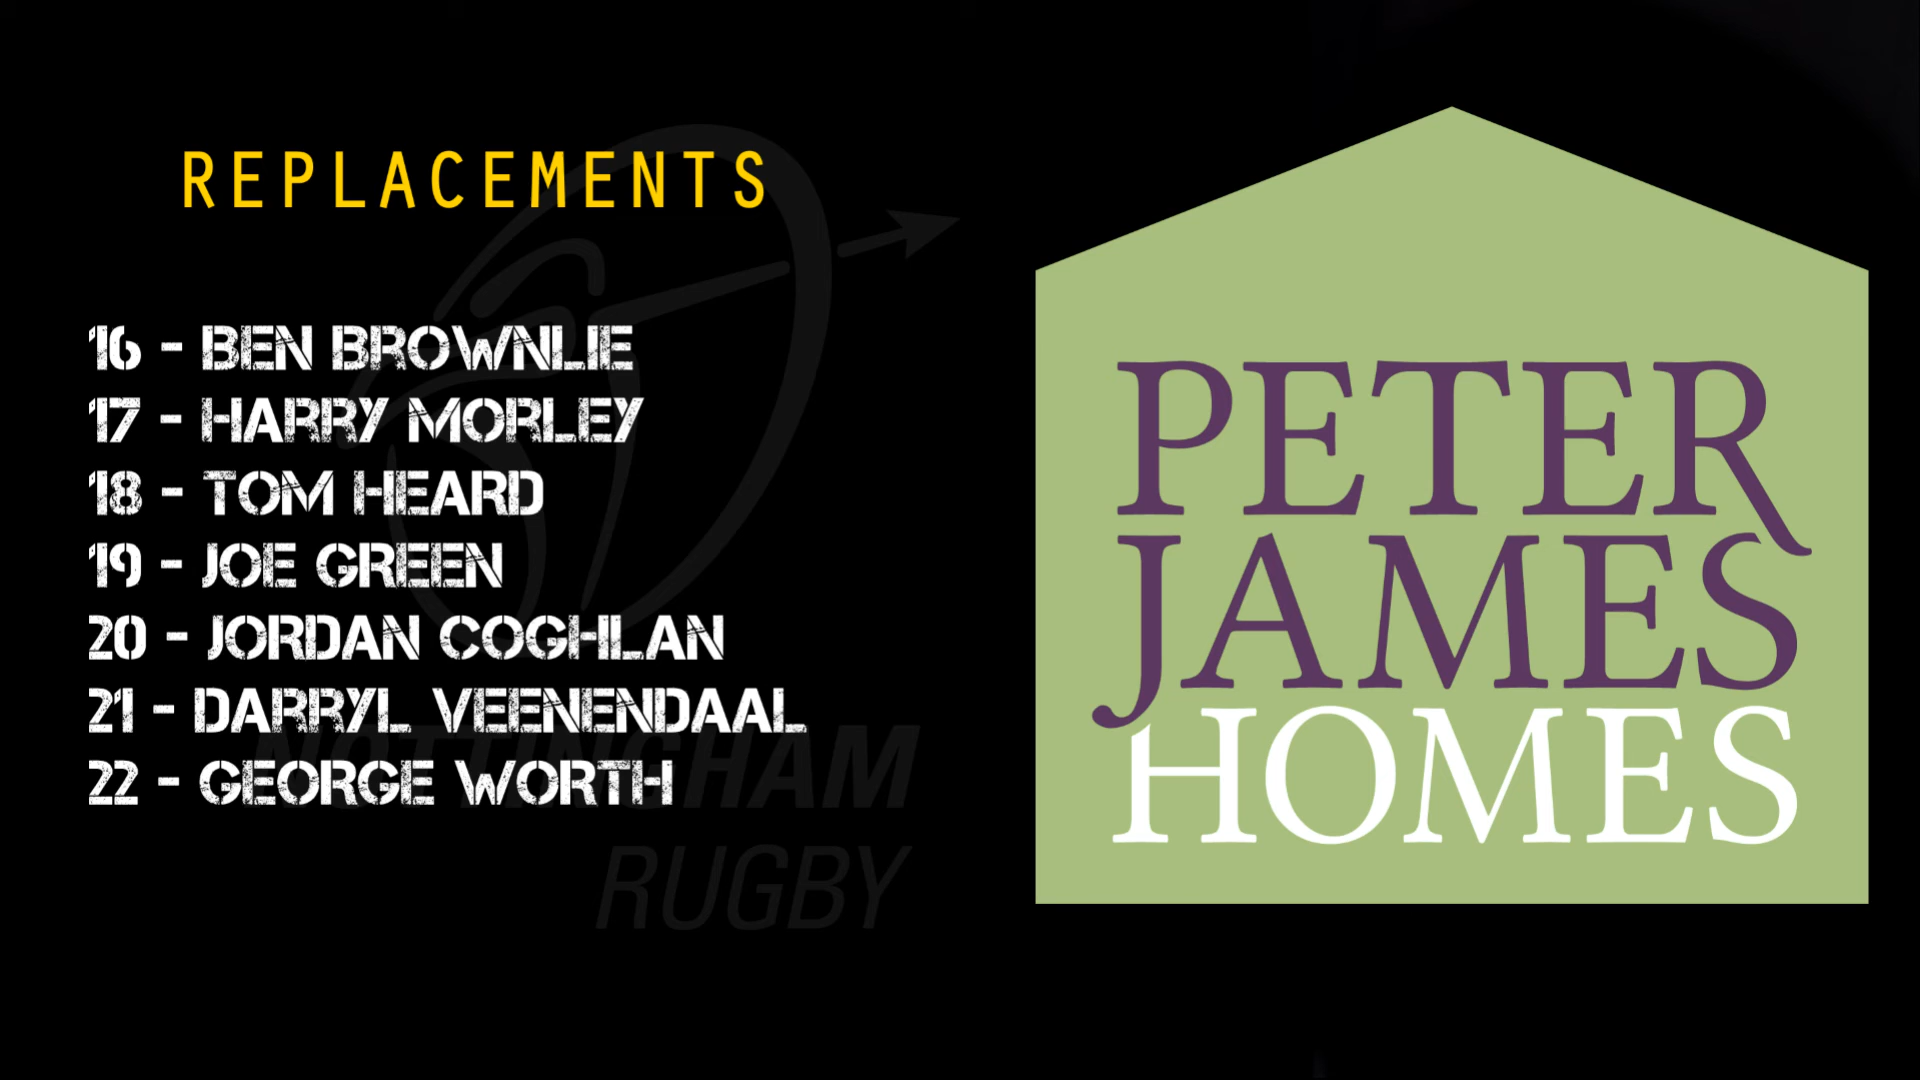 REPLACEMENTS
16 - BEN BROWNLIE
17 - HARRY MORLEY
18 - TOM HEARD
19 - JOE GREEN
20 - JORDAN COGHLAN
21 - DARRYL VEENENDAAL
22 - GEORGE WORTH
NOTTINGHAM
RUGBY
PETER
JAMES
HOMES